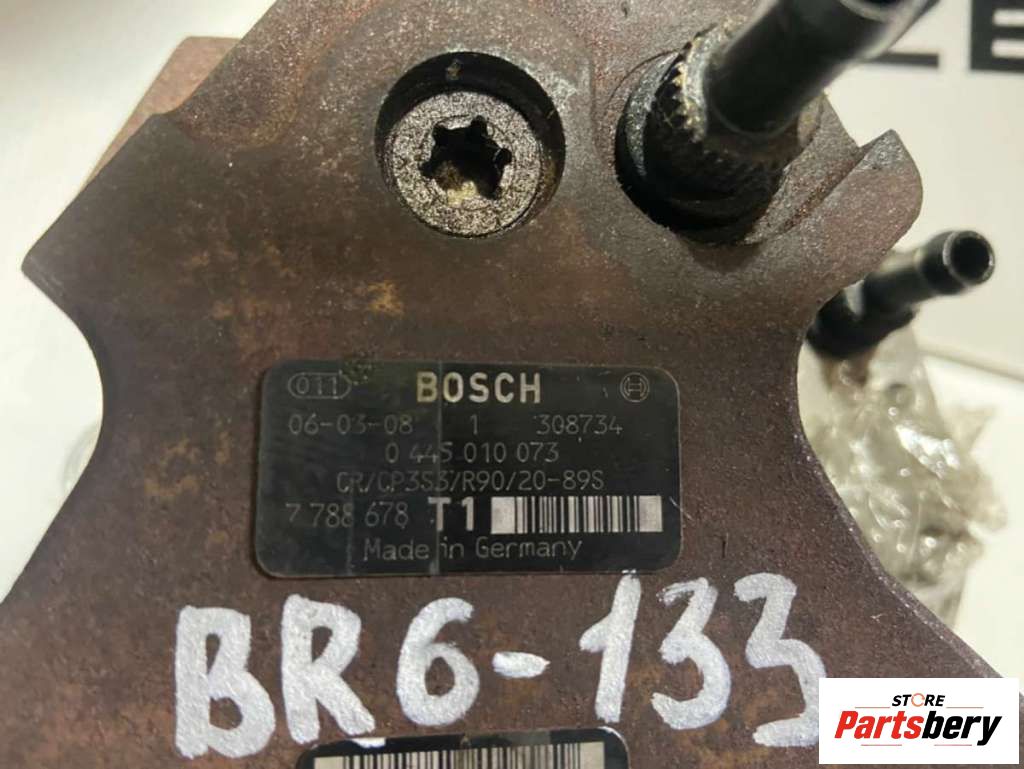 011 BOSCH
06-03-08 1 308734
0 445 010 073
CR/CP3S3/R90/20-89S
7 788 678 T1
Made in Germany
BR6-133
STORE
Partsbery